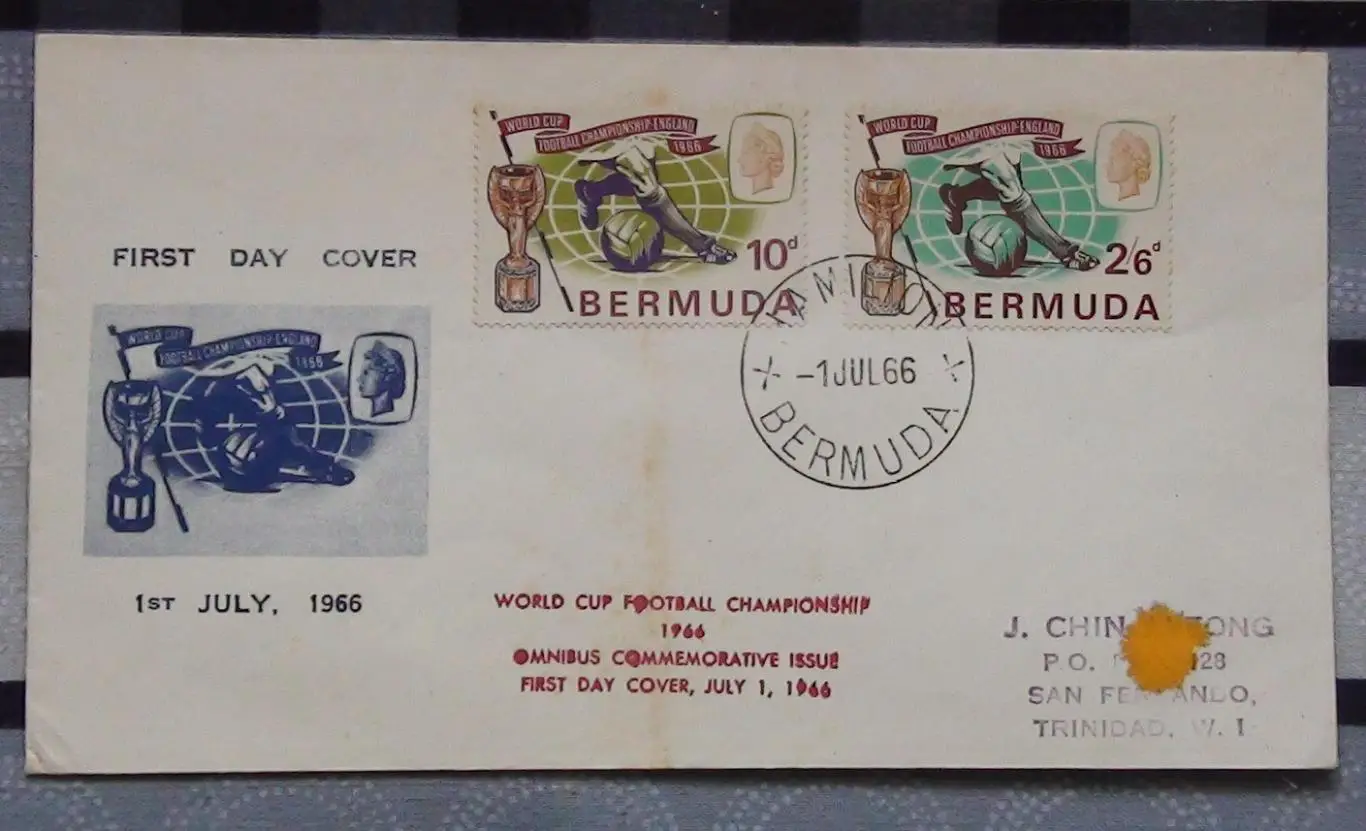 WORLD CUP
FOOTBALL CHAMPIONSHIP·ENGLAND
1966
10d
BERMUDA
WORLD CUP
FOOTBALL CHAMPIONSHIP·ENGLAND
1966
2/6d
BERMUDA
HAMILTON
-1JUL66
BERMUDA
FIRST DAY COVER
WORLD CUP
FOOTBALL CHAMPIONSHIP·ENGLAND
1966
1ST JULY, 1966
WORLD CUP FOOTBALL CHAMPIONSHIP
1966
OMNIBUS COMMEMORATIVE ISSUE
FIRST DAY COVER, JULY 1, 1966
J. CHIN
P.O. 128
SAN FERNANDO,
TRINIDAD, W. I.